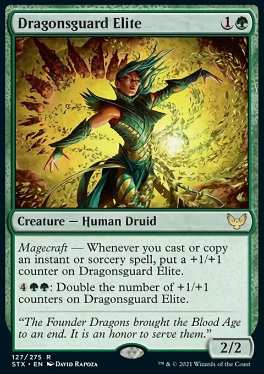 Dragonsguard Elite 1
Creature — Human Druid
Magecraft — Whenever you cast or copy
an instant or sorcery spell, put a +1/+1
counter on Dragonsguard Elite.
4: Double the number of +1/+1
counters on Dragonsguard Elite.
“The Founder Dragons brought the Blood Age
to an end. It is an honor to serve them.”
2/2
127/275 R
STX • EN DAVID RAPOZA ™ & © 2021 Wizards of the Coast